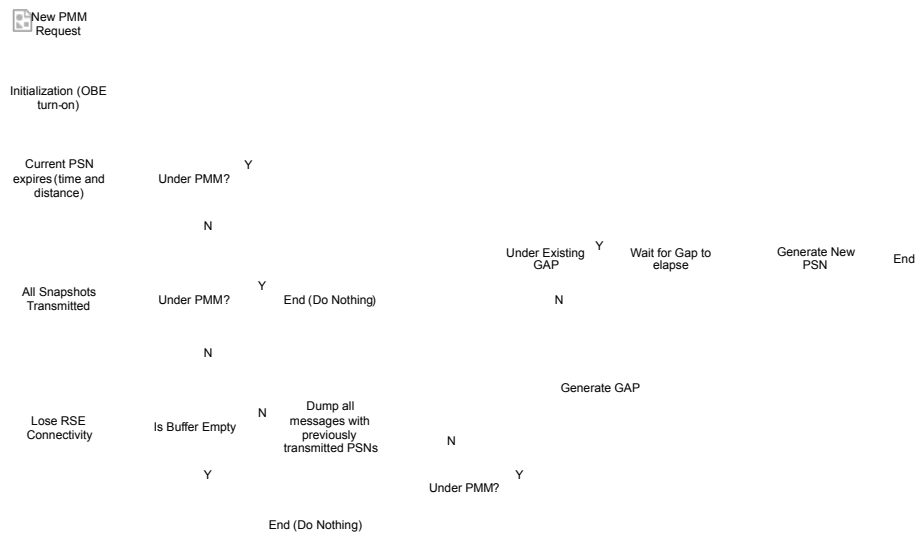 New PMM
Request
Initialization (OBE
turn-on)
Current PSN
expires (time and
distance)
Under PMM?
Y
N
Under Existing
GAP
Y
Wait for Gap to
elapse
Generate New
PSN
End
N
All Snapshots
Transmitted
Under PMM?
Y
End (Do Nothing)
N
Generate GAP
Lose RSE
Connectivity
Is Buffer Empty
N
Dump all
messages with
previously
transmitted PSNs
N
Y
Under PMM?
Y
End (Do Nothing)